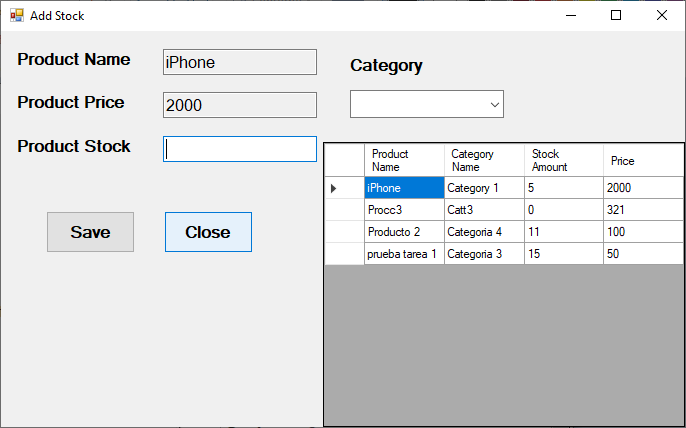 Add Stock
Product Name iPhone
Category
Product Price 2000
Product Stock
Save Close
Product Name Category Name Stock Amount Price
iPhone Category 1 5 2000
Procc3 Catt3 0 321
Producto 2 Categoria 4 11 100
prueba tarea 1 Categoria 3 15 50